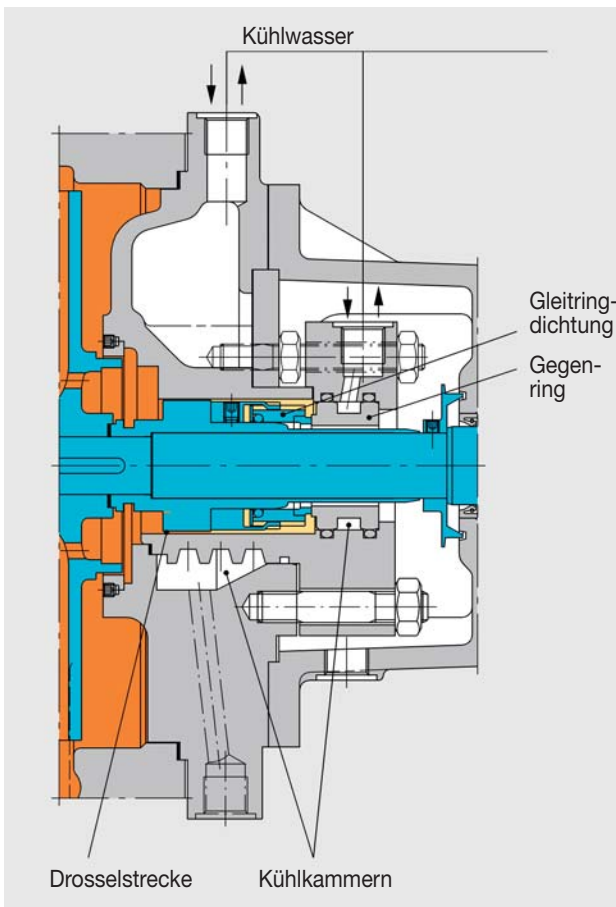 Kühlwasser
Gleitring-
dichtung
Gegen-
ring
Drosselstrecke
Kühlkammern